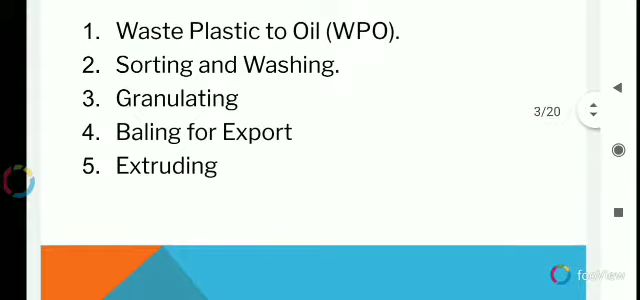 1. Waste Plastic to Oil (WPO).
2. Sorting and Washing.
3. Granulating
3/20
4. Baling for Export
5. Extruding
fooView